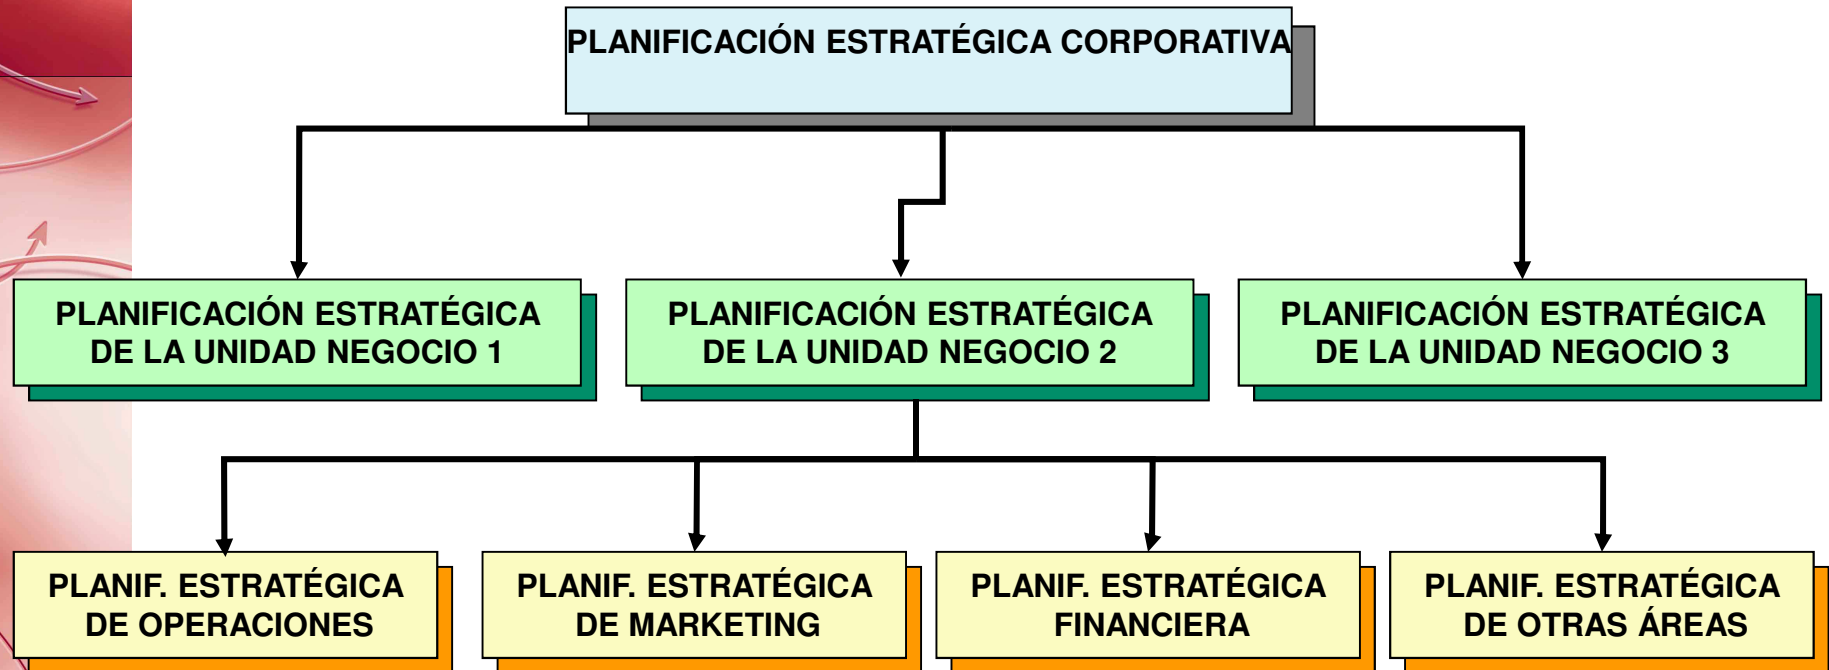 PLANIFICACIÓN ESTRATÉGICA CORPORATIVA
PLANIFICACIÓN ESTRATÉGICA
DE LA UNIDAD NEGOCIO 1
PLANIFICACIÓN ESTRATÉGICA
DE LA UNIDAD NEGOCIO 2
PLANIFICACIÓN ESTRATÉGICA
DE LA UNIDAD NEGOCIO 3
PLANIF. ESTRATÉGICA
DE OPERACIONES
PLANIF. ESTRATÉGICA
DE MARKETING
PLANIF. ESTRATÉGICA
FINANCIERA
PLANIF. ESTRATÉGICA
DE OTRAS ÁREAS